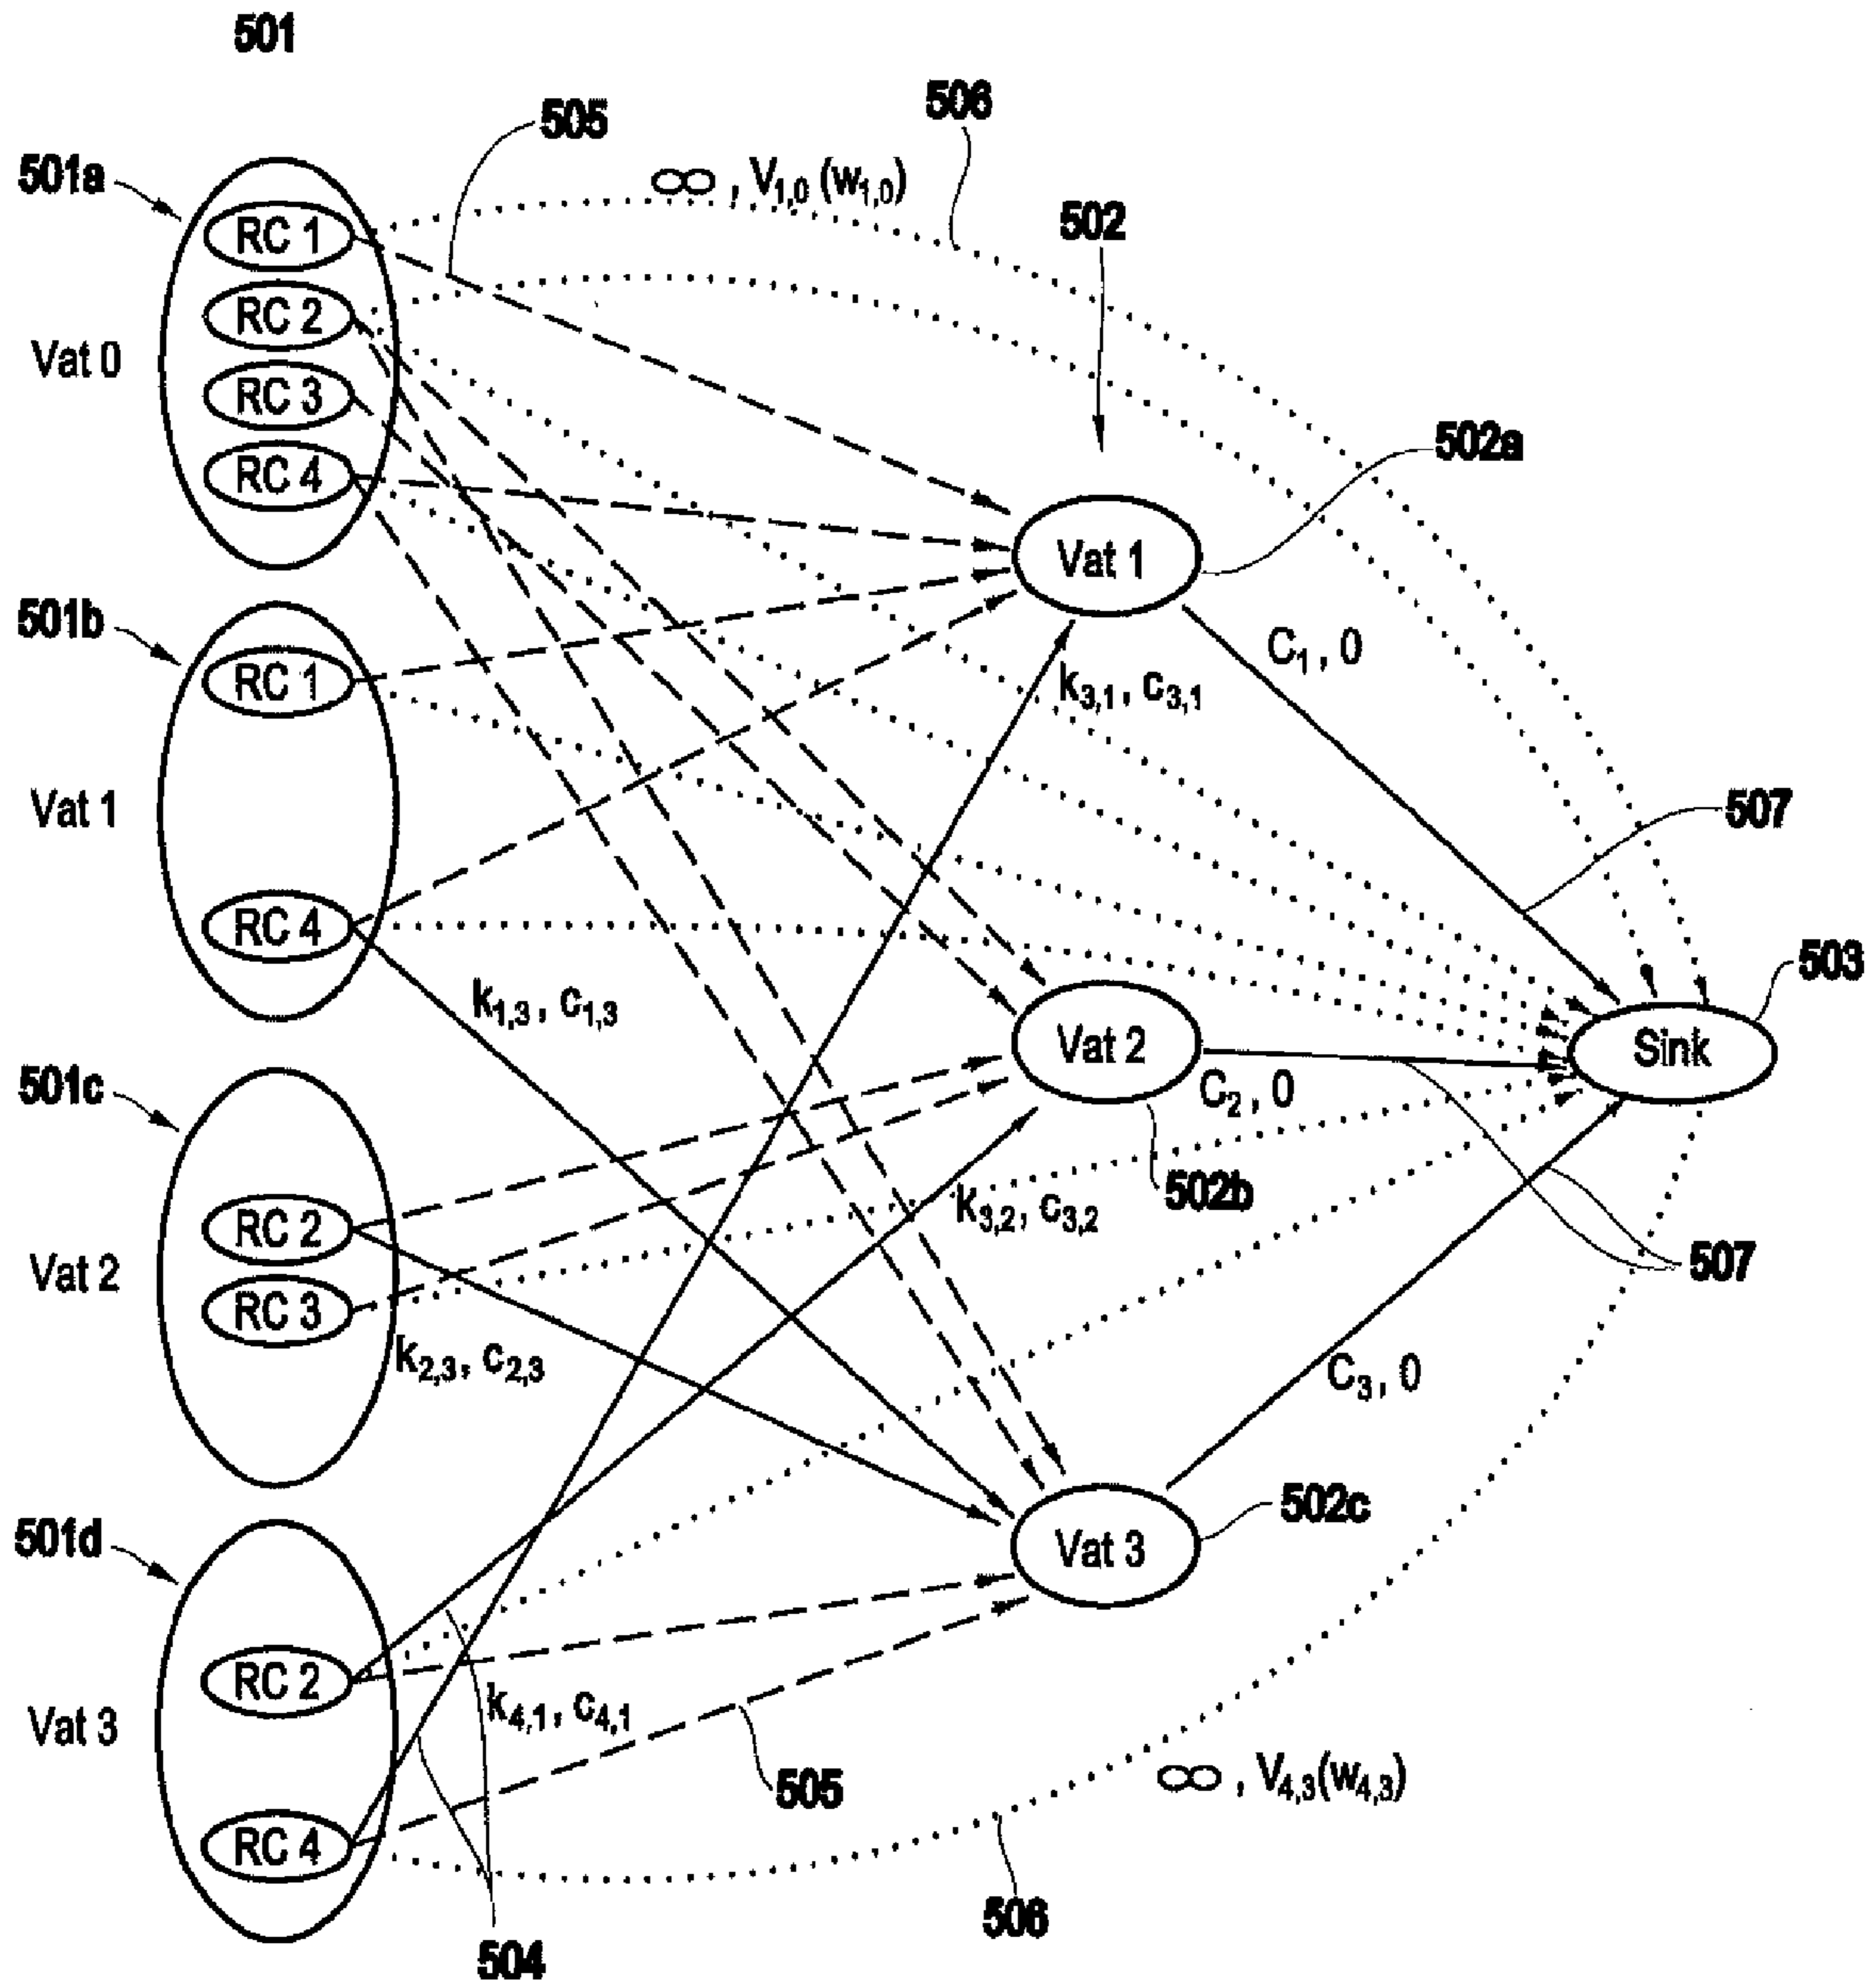 501
505
506
501a
∞, V1,0 (w1,0)
RC 1
502
RC 2
Vat 0
RC 3
502a
RC 4
Vat 1
501b
C1, 0
RC 1
k3,1, c3,1
Vat 1
507
RC 4
503
k1,3, c1,3
Vat 2
Sink
501c
C2, 0
502b
k3,2, c3,2
RC 2
507
Vat 2
RC 3
k2,3, c2,3
C3, 0
502c
501d
Vat 3
RC 2
k4,1, c4,1
Vat 3
505
∞, V4,3(w4,3)
RC 4
506
504